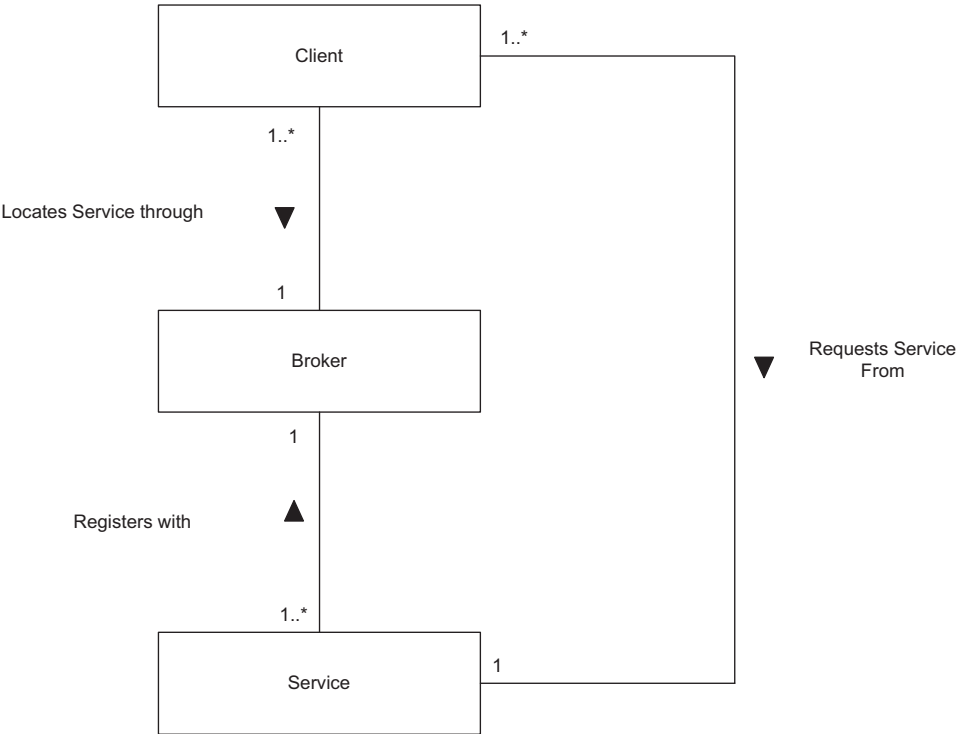 Client
1..*
1..*
Locates Service through
1
Broker
Requests Service
From
1
Registers with
1..*
Service
1